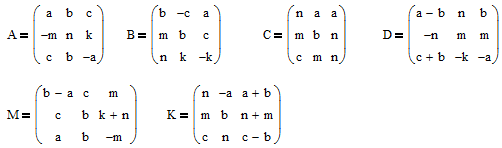 A = ( a b c ; −m n k ; c b −a ) B = ( b −c a ; m b c ; n k −k ) C = ( n a a ; m b n ; c m n ) D = ( a − b n b ; −n m m ; c + b −k −a )
M = ( b − a c m ; c b k + n ; a b −m ) K = ( n −a a + b ; m b n + m ; c n c − b )